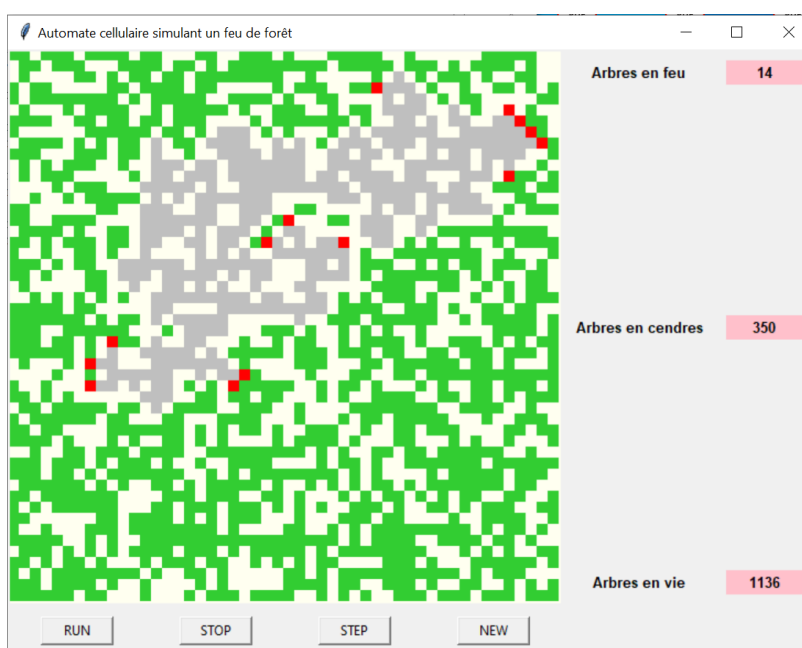 Automate cellulaire simulant un feu de forêt
Arbres en feu 14
Arbres en cendres 350
Arbres en vie 1136
RUN STOP STEP NEW